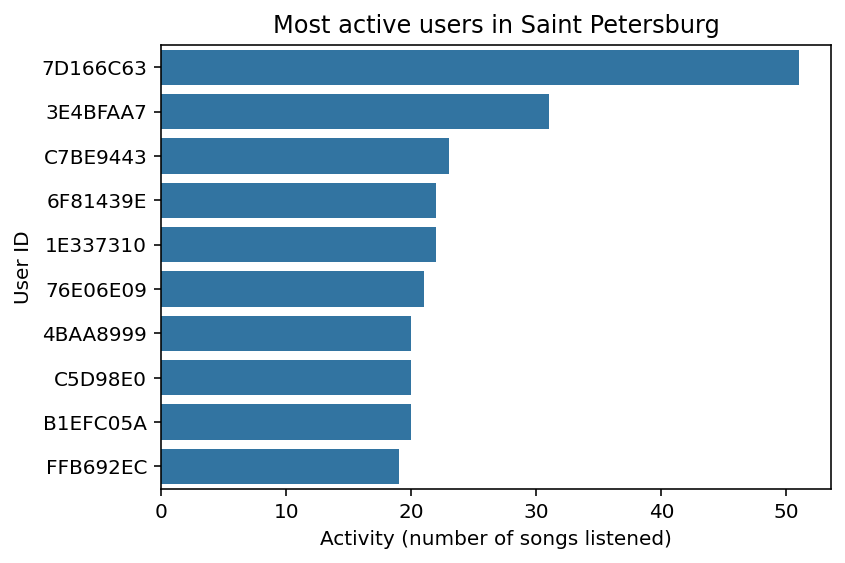 Most active users in Saint Petersburg
User ID
7D166C63
3E4BFAA7
C7BE9443
6F81439E
1E337310
76E06E09
4BAA8999
C5D98E0
B1EFC05A
FFB692EC
0 10 20 30 40 50
Activity (number of songs listened)